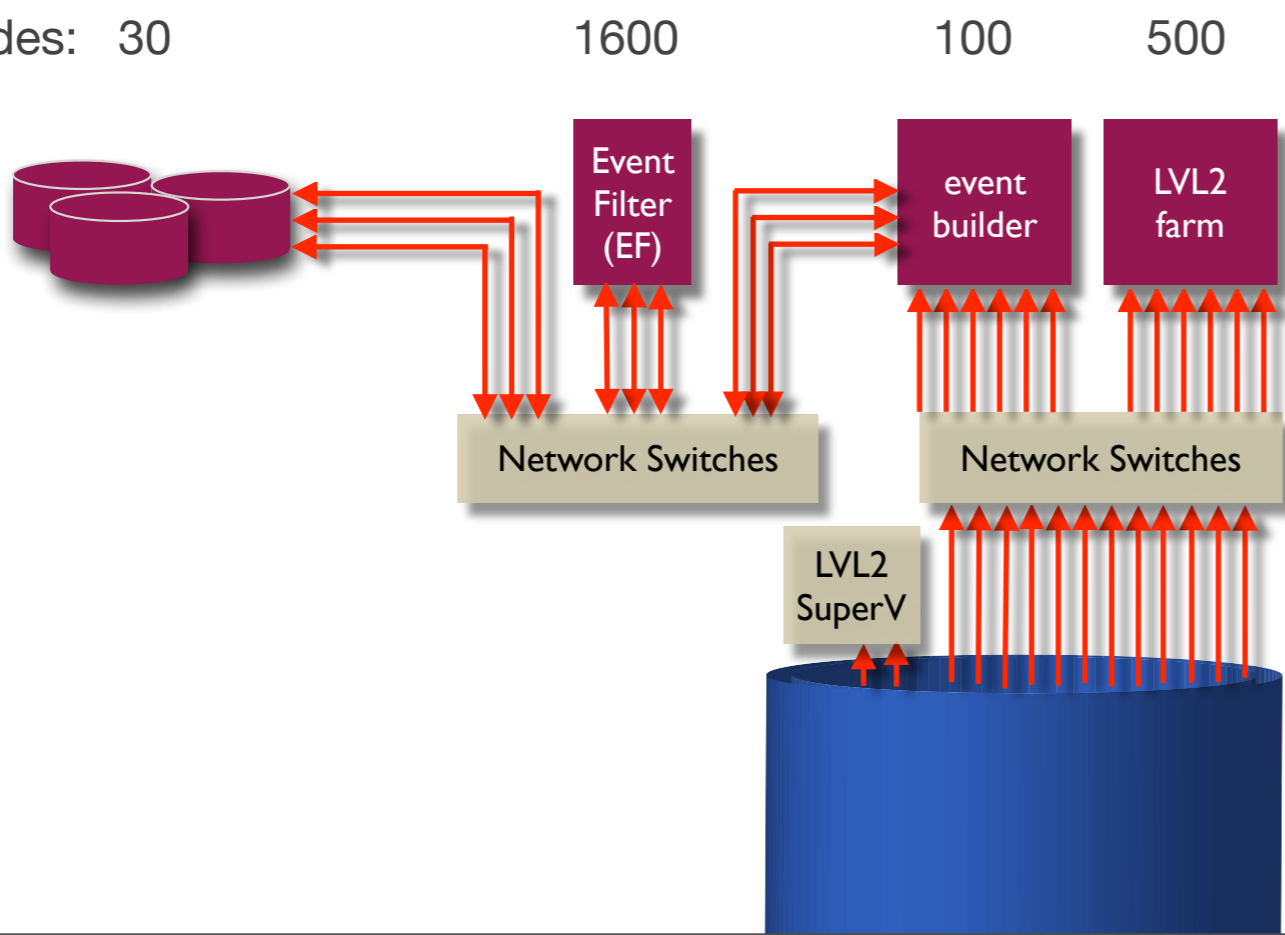 des: 30 1600 100 500
Event
Filter
(EF)
event
builder
LVL2
farm
Network Switches
Network Switches
LVL2
SuperV